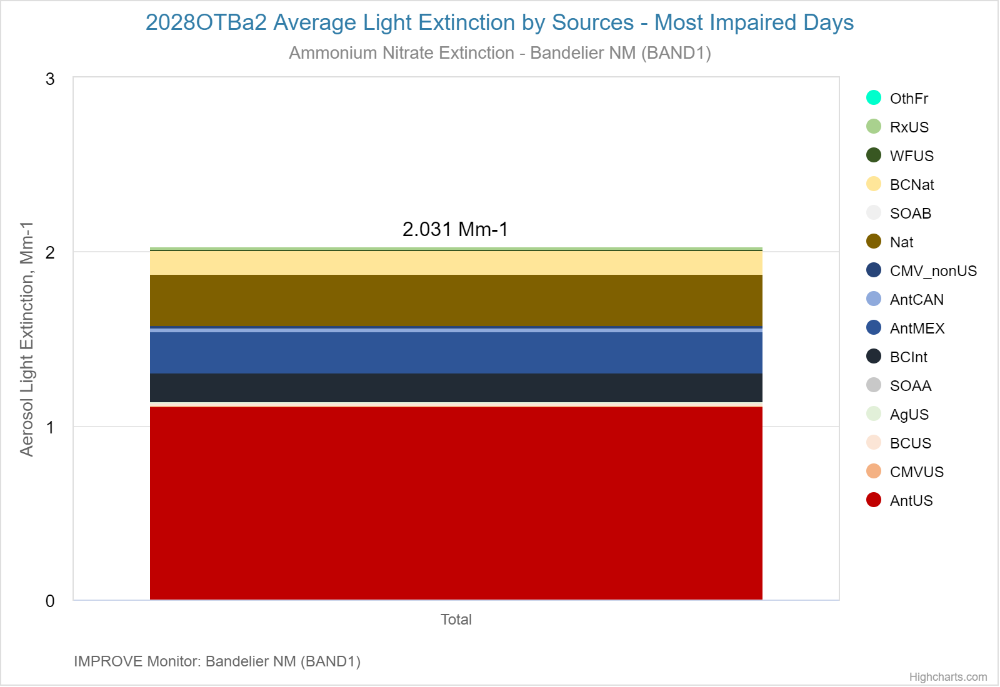 2028OTBa2 Average Light Extinction by Sources - Most Impaired Days
Ammonium Nitrate Extinction - Bandelier NM (BAND1)
Aerosol Light Extinction, Mm-1
3
2
1
0
2.031 Mm-1
Total
OthFr
RxUS
WFUS
BCNat
SOAB
Nat
CMV_nonUS
AntCAN
AntMEX
BCInt
SOAA
AgUS
BCUS
CMVUS
AntUS
IMPROVE Monitor: Bandelier NM (BAND1)
Highcharts.com